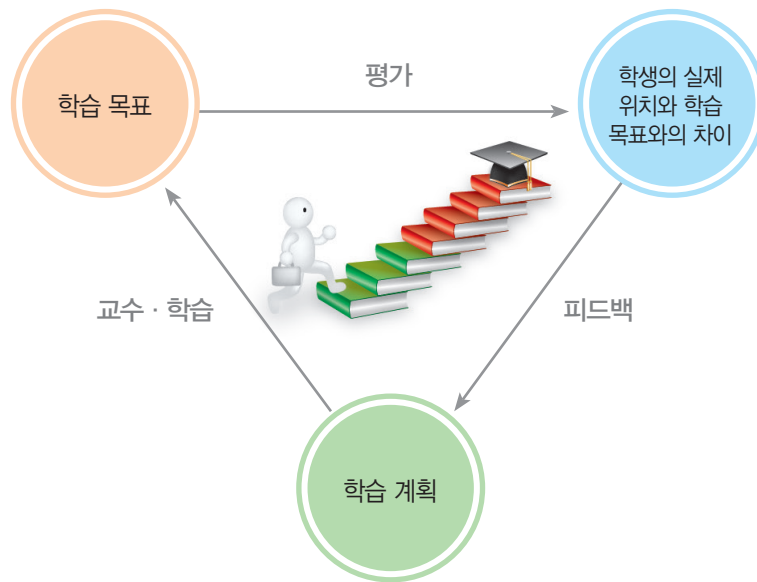 평가
학습 목표
학생의 실제
위치와 학습
목표와의 차이
교수 · 학습
피드백
학습 계획